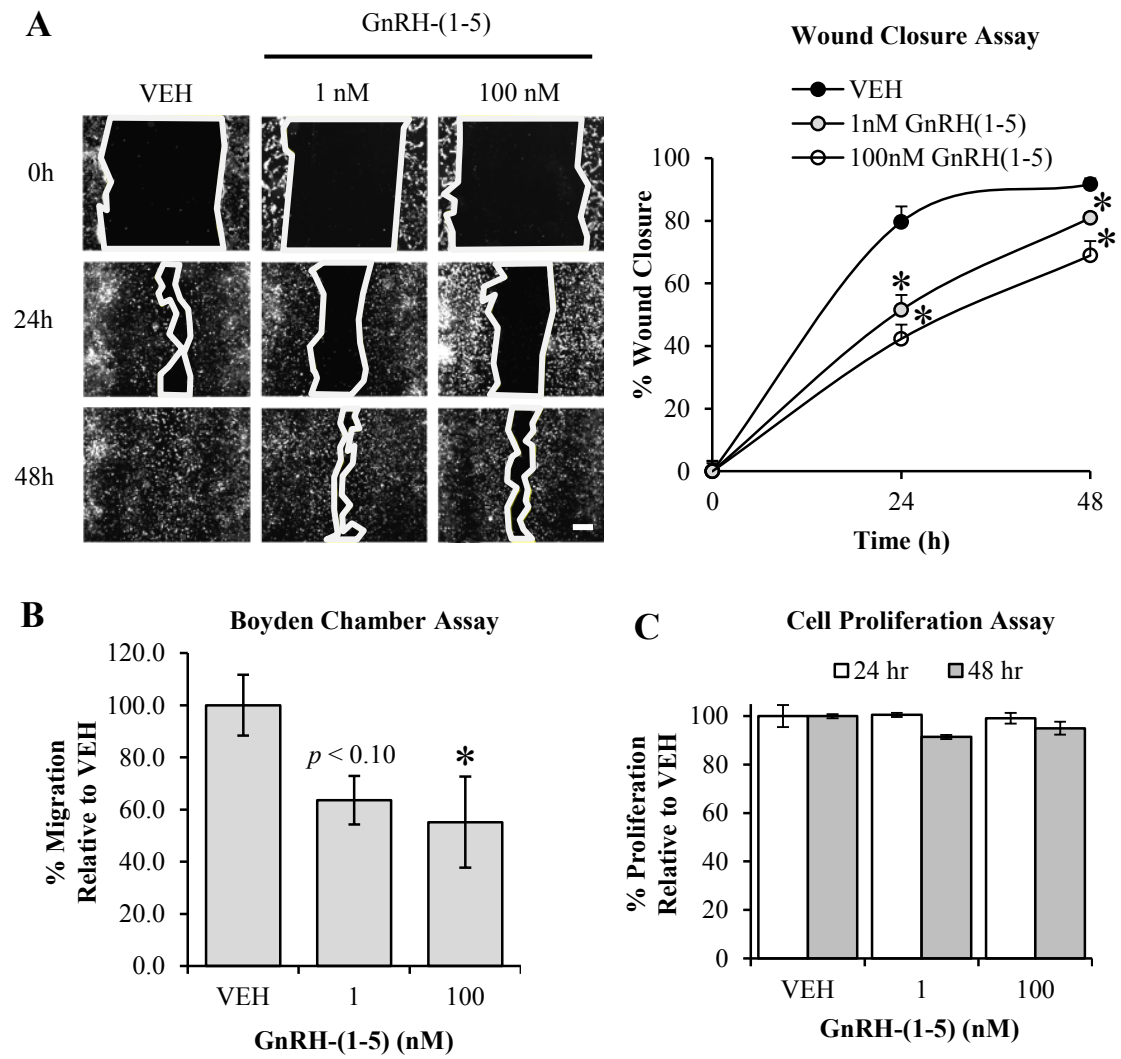 A
GnRH-(1-5)
VEH
1 nM
100 nM
0h
24h
48h
Wound Closure Assay
VEH
1nM GnRH(1-5)
100nM GnRH(1-5)
% Wound Closure
100
80
60
40
20
0
*
*
*
*
0
24
48
Time (h)
B
Boyden Chamber Assay
% Migration
Relative to VEH
120.0
100.0
80.0
60.0
40.0
20.0
0.0
p < 0.10
*
VEH
1
100
GnRH-(1-5) (nM)
C
Cell Proliferation Assay
24 hr
48 hr
% Proliferation
Relative to VEH
100
80
60
40
20
0
VEH
1
100
GnRH-(1-5) (nM)